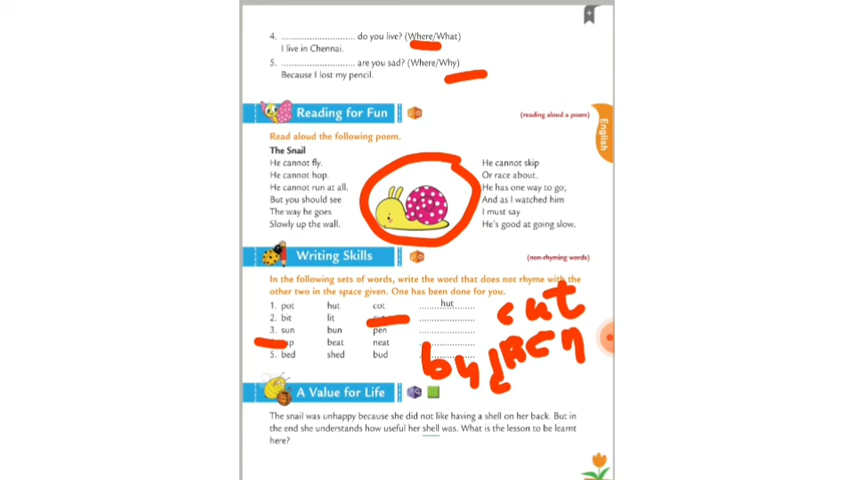 4. ............................ do you live? (Where/What)
I live in Chennai.
5. ............................ are you sad? (Where/Why)
Because I lost my pencil.
Reading for Fun
(reading aloud a poem)
English
Read aloud the following poem.
The Snail
He cannot fly.
He cannot hop.
He cannot run at all.
But you should see
The way he goes
Slowly up the wall.
He cannot skip
Or race about.
He has one way to go;
And as I watched him
I must say
He's good at going slow.
Writing Skills
(non-rhyming words)
In the following sets of words, write the word that does not rhyme with the
other two in the space given. One has been done for you.
1. pot hut cot hut
2. bit lit
3. sun bun pen
beat neat
5. bed shed bud
cut
bud
A Value for Life
The snail was unhappy because she did not like having a shell on her back. But in
the end she understands how useful her shell was. What is the lesson to be learnt
here?